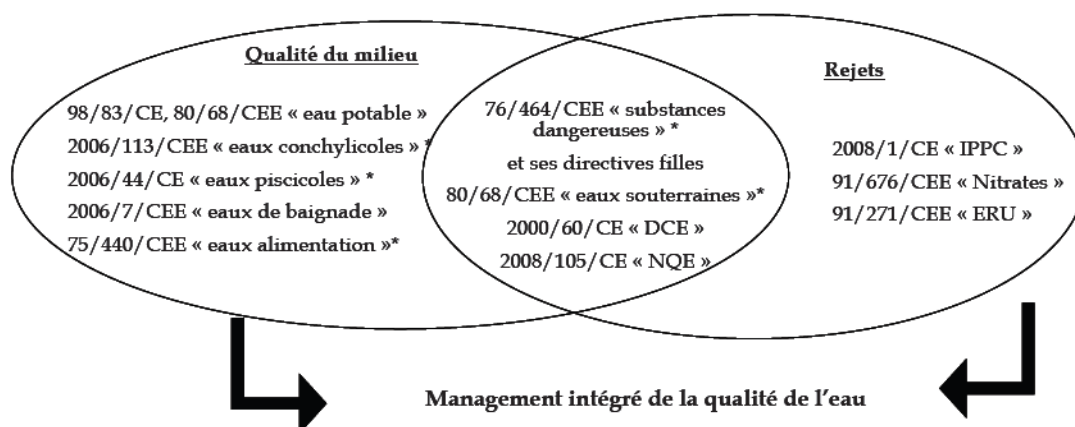 Qualité du milieu
98/83/CE, 80/68/CEE « eau potable »
2006/113/CEE « eaux conchylicoles » *
2006/44/CE « eaux piscicoles » *
2006/7/CEE « eaux de baignade »
75/440/CEE « eaux alimentation »*
76/464/CEE « substances
dangereuses » *
et ses directives filles
80/68/CEE « eaux souterraines »*
2000/60/CE « DCE »
2008/105/CE « NQE »
Rejets
2008/1/CE « IPPC »
91/676/CEE « Nitrates »
91/271/CEE « ERU »
Management intégré de la qualité de l'eau